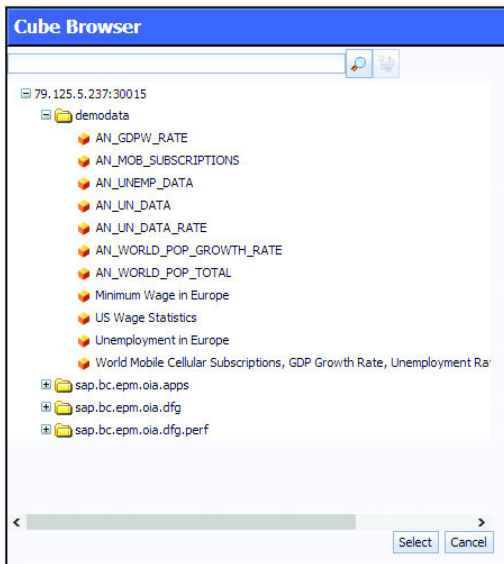 Cube Browser
79.125.5.237:30015
demodata
AN_GDPW_RATE
AN_MOB_SUBSCRIPTIONS
AN_UNEMP_DATA
AN_UN_DATA
AN_UN_DATA_RATE
AN_WORLD_POP_GROWTH_RATE
AN_WORLD_POP_TOTAL
Minimum Wage in Europe
US Wage Statistics
Unemployment in Europe
World Mobile Cellular Subscriptions, GDP Growth Rate, Unemployment Ra
sap.bc.epm.oia.apps
sap.bc.epm.oia.dfg
sap.bc.epm.oia.dfg.perf
Select Cancel